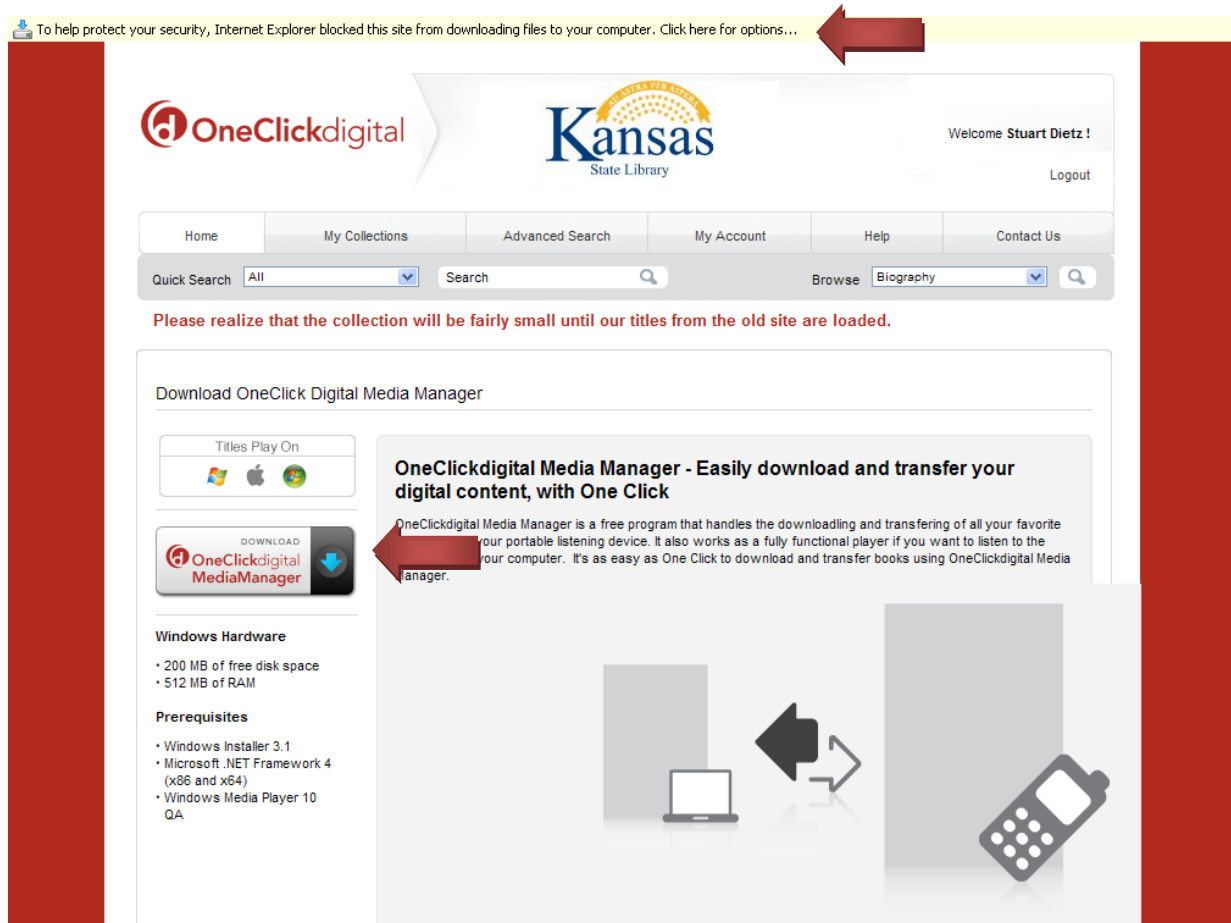 To help protect your security, Internet Explorer blocked this site from downloading files to your computer. Click here for options...
OneClickdigital
AD ASTRA PER ASPERA
Kansas
State Library
Welcome Stuart Dietz !
Logout
Home My Collections Advanced Search My Account Help Contact Us
Quick Search All Search Browse Biography
Please realize that the collection will be fairly small until our titles from the old site are loaded.
Download OneClick Digital Media Manager
Titles Play On
DOWNLOAD
OneClickdigital
MediaManager
Windows Hardware
• 200 MB of free disk space
• 512 MB of RAM
Prerequisites
• Windows Installer 3.1
• Microsoft .NET Framework 4
(x86 and x64)
• Windows Media Player 10
QA
OneClickdigital Media Manager - Easily download and transfer your
digital content, with One Click
OneClickdigital Media Manager is a free program that handles the downloadling and transfering of all your favorite
your portable listening device. It also works as a fully functional player if you want to listen to the
your computer. It's as easy as One Click to download and transfer books using OneClickdigital Media
Manager.